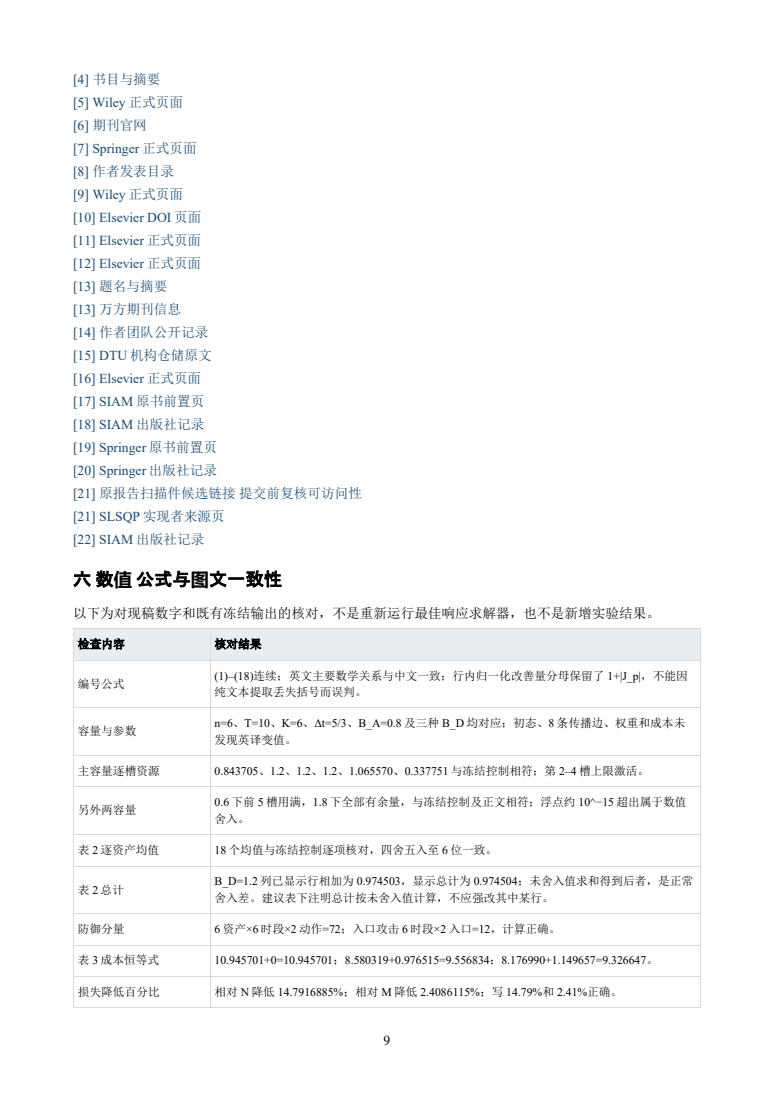 [4] 书目与摘要
[5] Wiley 正式页面
[6] 期刊官网
[7] Springer 正式页面
[8] 作者发表目录
[9] Wiley 正式页面
[10] Elsevier DOI 页面
[11] Elsevier 正式页面
[12] Elsevier 正式页面
[13] 题名与摘要
[13] 万方期刊信息
[14] 作者团队公开记录
[15] DTU 机构仓储原文
[16] Elsevier 正式页面
[17] SIAM 原书前置页
[18] SIAM 出版社记录
[19] Springer 原书前置页
[20] Springer 出版社记录
[21] 原报告扫描件候选链接 提交前复核可访问性
[21] SLSQP 实现者来源页
[22] SIAM 出版社记录
六 数值 公式与图文一致性
以下为对现稿数字和既有冻结输出的核对，不是重新运行最佳响应求解器，也不是新增实验结果。
检查内容 核对结果
编号公式 (1)–(18)连续；英文主要数学关系与中文一致；行内归一化改善量分母保留了 1+|J_p|，不能因
纯文本提取丢失括号而误判。
容量与参数 n=6、T=10、K=6、Δt=5/3、B_A=0.8 及三种 B_D 均对应；初态、8 条传播边、权重和成本未
发现英译变值。
主容量逐槽资源 0.843705、1.2、1.2、1.2、1.065570、0.337751 与冻结控制相符；第 2–4 槽上限激活。
另外两容量 0.6 下前 5 槽用满，1.8 下全部有余量，与冻结控制及正文相符；浮点约 10^−15 超出属于数值
舍入。
表 2 逐资产均值 18 个均值与冻结控制逐项核对，四舍五入至 6 位一致。
表 2 总计 B_D=1.2 列已显示行相加为 0.974503，显示总计为 0.974504；未舍入值求和得到后者，是正常
舍入差。建议表下注明总计按未舍入值计算，不应强改其中某行。
防御分量 6 资产×6 时段×2 动作=72；入口攻击 6 时段×2 入口=12，计算正确。
表 3 成本恒等式 10.945701+0=10.945701；8.580319+0.976515=9.556834；8.176990+1.149657=9.326647。
损失降低百分比 相对 N 降低 14.7916885%；相对 M 降低 2.4086115%；写 14.79%和 2.41%正确。
9